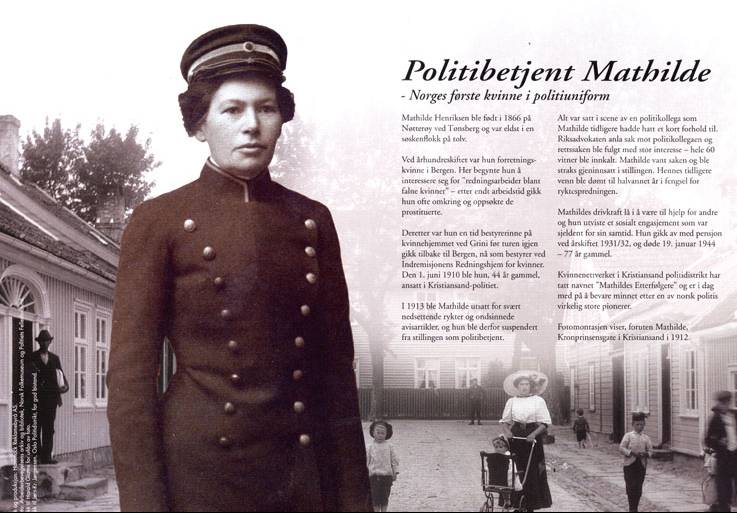 Politibetjent Mathilde
- Norges første kvinne i politiuniform
Mathilde Henriksen ble født i 1866 på
Nøtterøy ved Tønsberg og var eldst i en
søskenflokk på tolv.
Ved århundreskiftet var hun forretnings-
kvinne i Bergen. Her begynte hun å
interessere seg for "redningsarbeider blant
falne kvinner" – etter endt arbeidstid gikk
hun ofte omkring og oppsøkte de
prostituerte.
Deretter var hun en tid bestyrerinne på
kvinnehjemmet ved Grini før turen igjen
gikk tilbake til Bergen, nå som bestyrer ved
Indremisjonens Redningshjem for kvinner.
Den 1. juni 1910 ble hun, 44 år gammel,
ansatt i Kristiansand-politiet.
I 1913 ble Mathilde utsatt for svært
nedsettende rykter og ondsinnede
avisartikler, og hun ble derfor suspendert
fra stillingen som politibetjent.
Alt var satt i scene av en politikollega som
Mathilde tidligere hadde hatt et kort forhold til.
Riksadvokaten anla sak mot politikollegaen og
rettssaken ble fulgt med stor interesse – hele 60
vitner ble innkalt. Mathilde vant saken og ble
straks gjeninnsatt i stillingen. Hennes tidligere
venn ble dømt til halvannet år i fengsel for
ryktespredning.
Mathildes drivkraft lå i å være til hjelp for andre
og hun utviste et sosialt engasjement som var
sjeldent for sin samtid. Hun gikk av med pensjon
ved årsskiftet 1931/32, og døde 19. januar 1944
– 77 år gammel.
Kvinnenettverket i Kristiansand politidistrikt har
tatt navnet "Mathildes Etterfølgere" og er i dag
med på å bevare minnet etter en av norsk politis
virkelig store pionerer.
Fotomontasjen viser, foruten Mathilde,
Kronprinsensgate i Kristiansand i 1912.